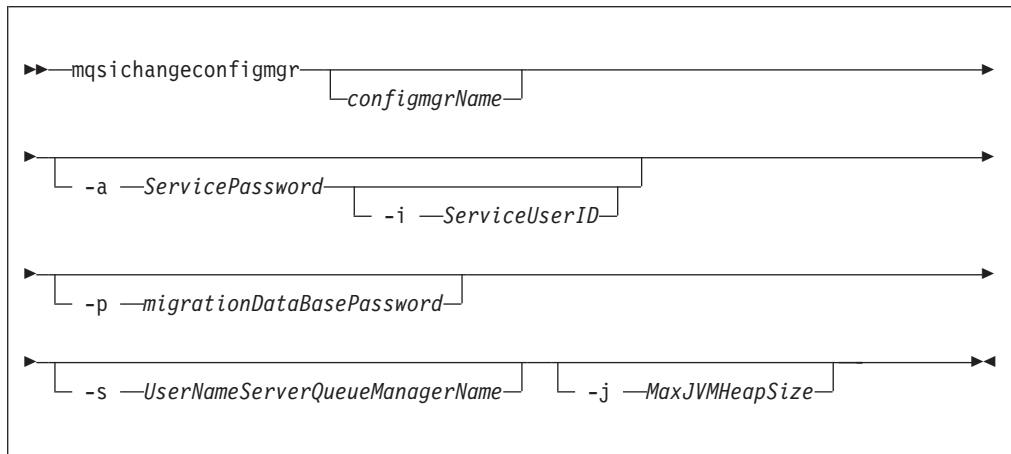 mqsichangeconfigmgr
configmgrName
-a ServicePassword
-i ServiceUserID
-p migrationDataBasePassword
-s UserNameServerQueueManagerName -j MaxJVMHeapSize